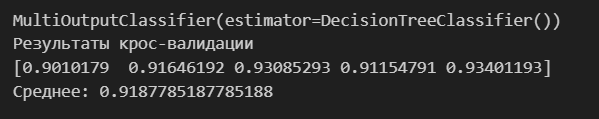 MultiOutputClassifier(estimator=DecisionTreeClassifier())
Результаты крос-валидации
[0.9010179  0.91646192 0.93085293 0.91154791 0.93401193]
Среднее: 0.9187785187785188